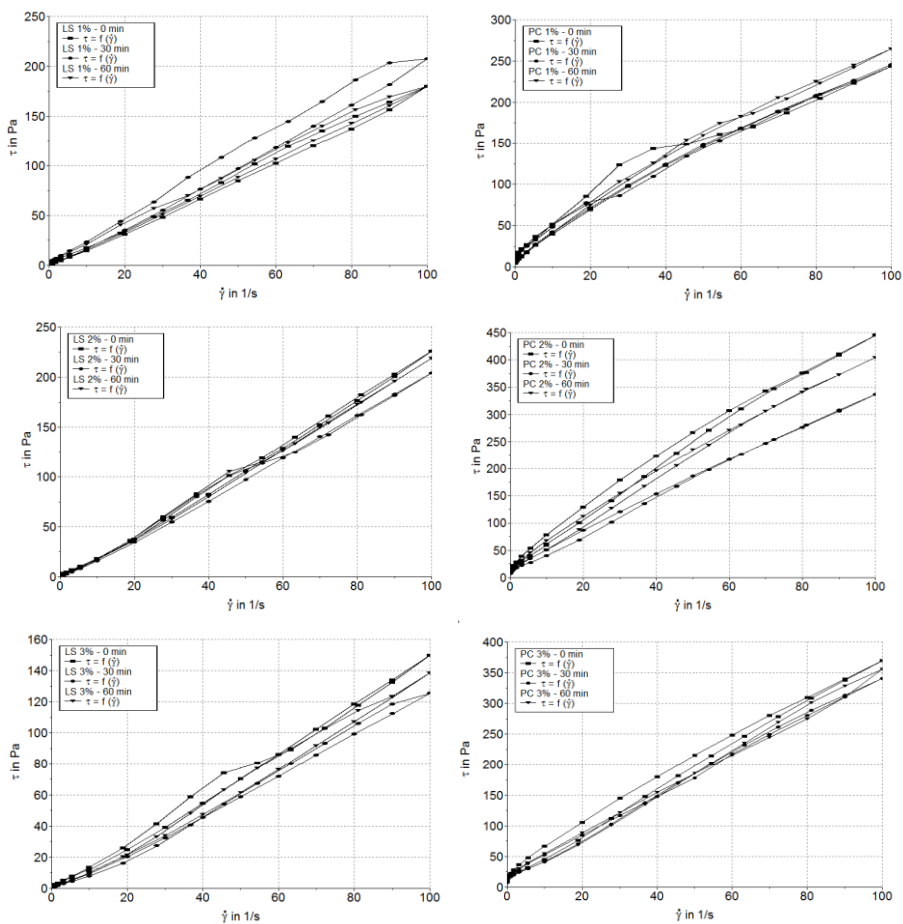 250
200
150
100
50
0
τ in Pa
LS 1% - 0 min
τ = f (γ̇)
LS 1% - 30 min
τ = f (γ̇)
LS 1% - 60 min
τ = f (γ̇)
0 20 40 60 80 100
γ̇ in 1/s
300
250
200
150
100
50
0
τ in Pa
PC 1% - 0 min
τ = f (γ̇)
PC 1% - 30 min
τ = f (γ̇)
PC 1% - 60 min
τ = f (γ̇)
0 20 40 60 80 100
γ̇ in 1/s
250
200
150
100
50
0
τ in Pa
LS 2% - 0 min
τ = f (γ̇)
LS 2% - 30 min
τ = f (γ̇)
LS 2% - 60 min
τ = f (γ̇)
0 20 40 60 80 100
γ̇ in 1/s
450
400
350
300
250
200
150
100
50
0
τ in Pa
PC 2% - 0 min
τ = f (γ̇)
PC 2% - 30 min
τ = f (γ̇)
PC 2% - 60 min
τ = f (γ̇)
0 20 40 60 80 100
γ̇ in 1/s
160
140
120
100
80
60
40
20
0
τ in Pa
LS 3% - 0 min
τ = f (γ̇)
LS 3% - 30 min
τ = f (γ̇)
LS 3% - 60 min
τ = f (γ̇)
0 20 40 60 80 100
γ̇ in 1/s
400
350
300
250
200
150
100
50
0
τ in Pa
PC 3% - 0 min
τ = f (γ̇)
PC 3% - 30 min
τ = f (γ̇)
PC 3% - 60 min
τ = f (γ̇)
0 20 40 60 80 100
γ̇ in 1/s